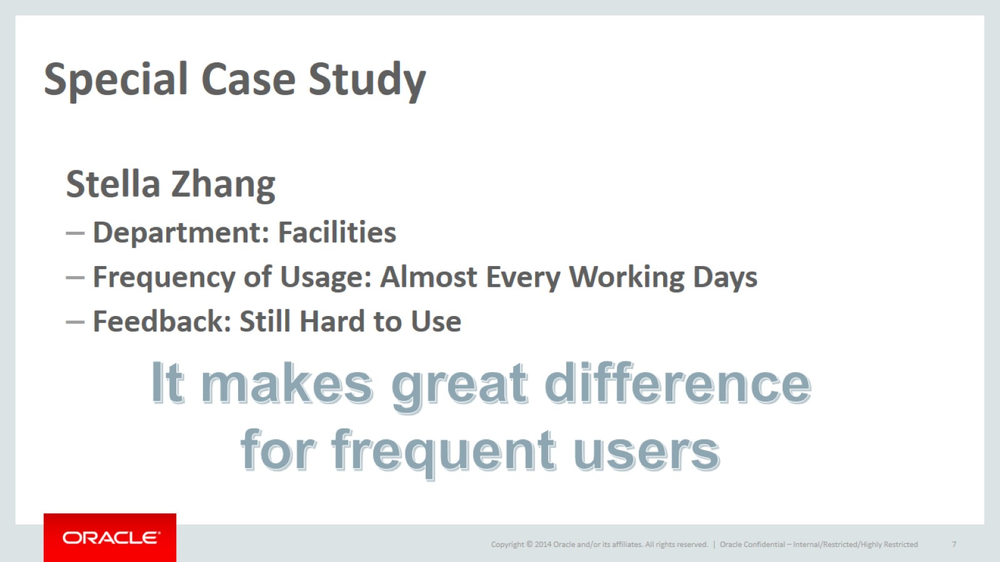 Special Case Study
Stella Zhang
– Department: Facilities
– Frequency of Usage: Almost Every Working Days
– Feedback: Still Hard to Use
It makes great difference
for frequent users
ORACLE®
Copyright © 2014 Oracle and/or its affiliates. All rights reserved. | Oracle Confidential – Internal/Restricted/Highly Restricted 7